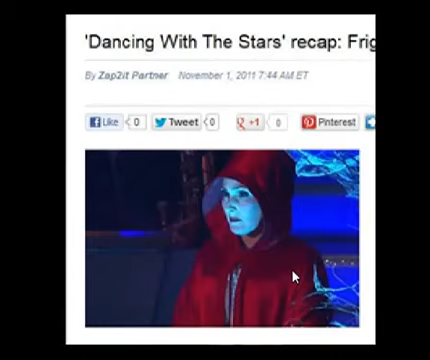 'Dancing With The Stars' recap: Frig
By Zap2it Partner November 1, 2011 7:44 AM ET
Like 0 Tweet 0 +1 0 Pinterest